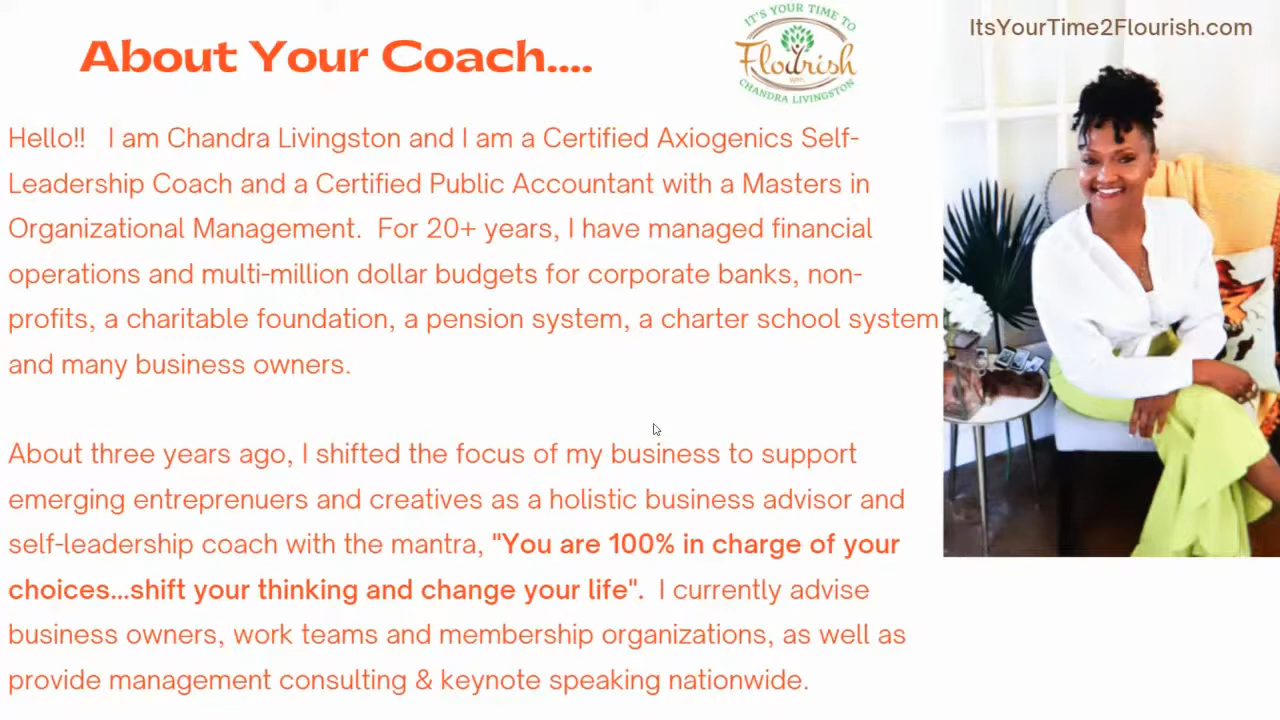 About Your Coach....
IT'S YOUR TIME TO
Flourish
WITH
CHANDRA LIVINGSTON
ItsYourTime2Flourish.com
Hello!! I am Chandra Livingston and I am a Certified Axiogenics Self-
Leadership Coach and a Certified Public Accountant with a Masters in
Organizational Management. For 20+ years, I have managed financial
operations and multi-million dollar budgets for corporate banks, non-
profits, a charitable foundation, a pension system, a charter school system
and many business owners.
About three years ago, I shifted the focus of my business to support
emerging entreprenuers and creatives as a holistic business advisor and
self-leadership coach with the mantra, "You are 100% in charge of your
choices...shift your thinking and change your life". I currently advise
business owners, work teams and membership organizations, as well as
provide management consulting & keynote speaking nationwide.